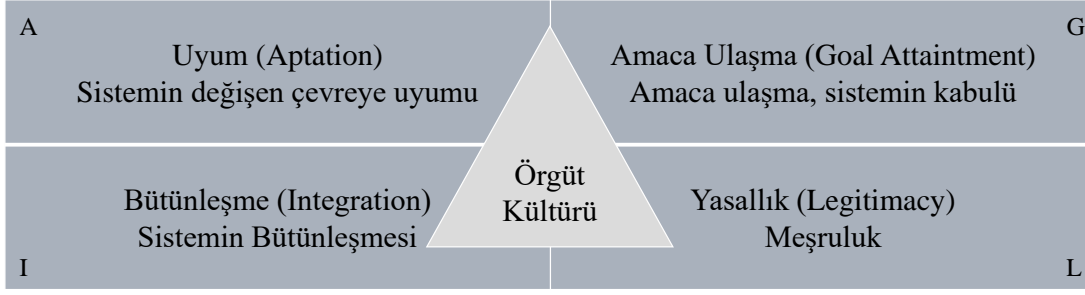 A
Uyum (Aptation)
Sistemin değişen çevreye uyumu
G
Amaca Ulaşma (Goal Attaintment)
Amaca ulaşma, sistemin kabulü
Örgüt
Kültürü
I
Bütünleşme (Integration)
Sistemin Bütünleşmesi
L
Yasallık (Legitimacy)
Meşruluk